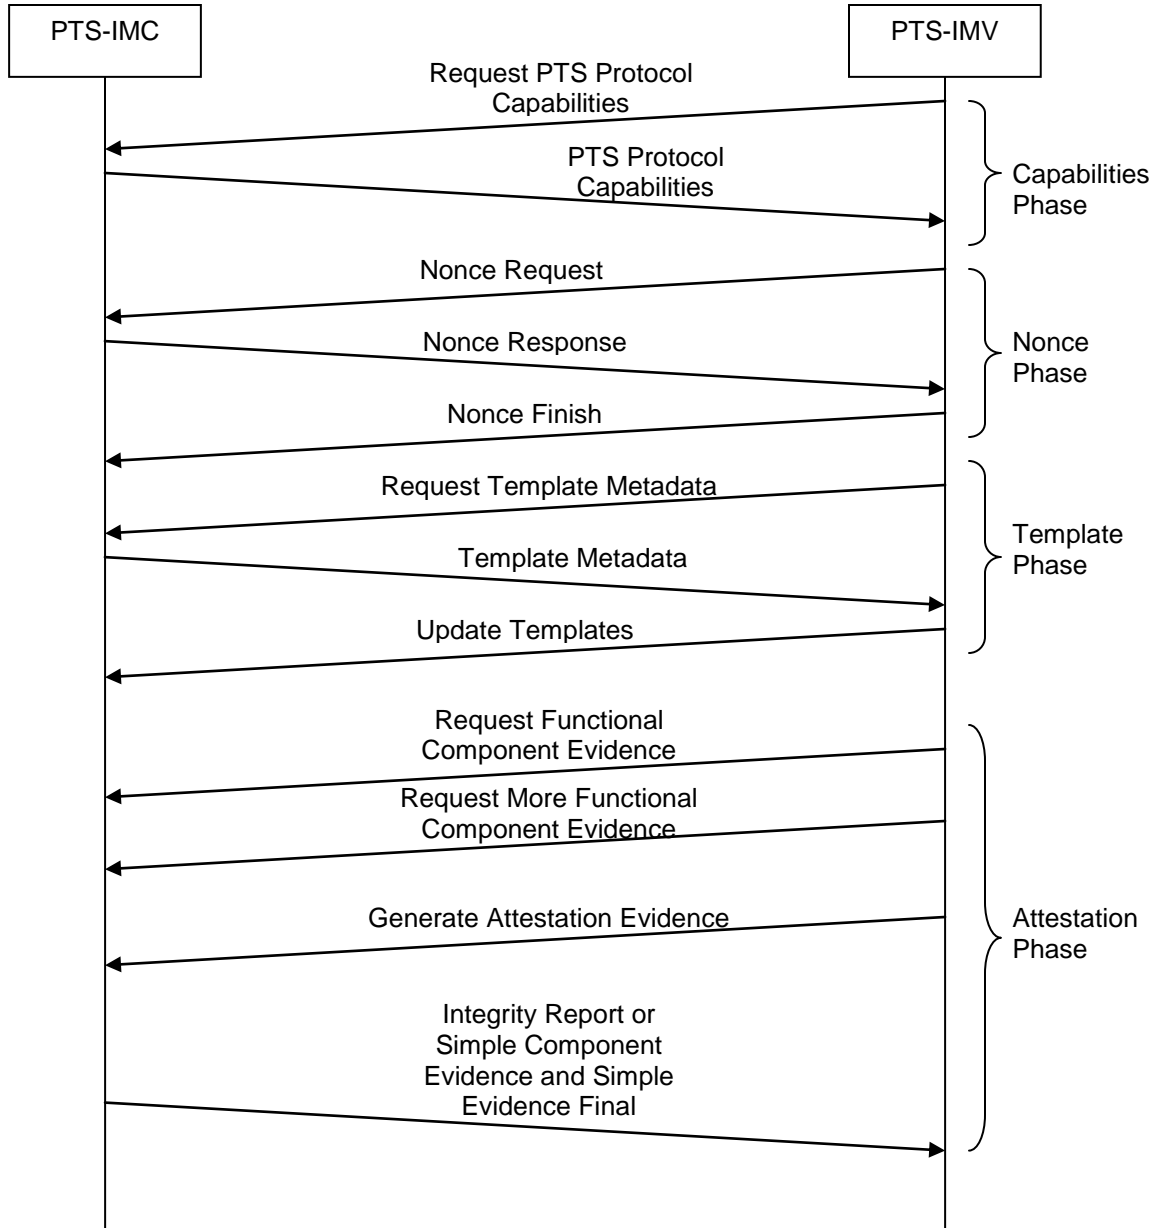 PTS-IMC
PTS-IMV
Request PTS Protocol
Capabilities
PTS Protocol
Capabilities
Capabilities
Phase
Nonce Request
Nonce Response
Nonce
Phase
Nonce Finish
Request Template Metadata
Template Metadata
Template
Phase
Update Templates
Request Functional
Component Evidence
Request More Functional
Component Evidence
Generate Attestation Evidence
Attestation
Phase
Integrity Report or
Simple Component
Evidence and Simple
Evidence Final